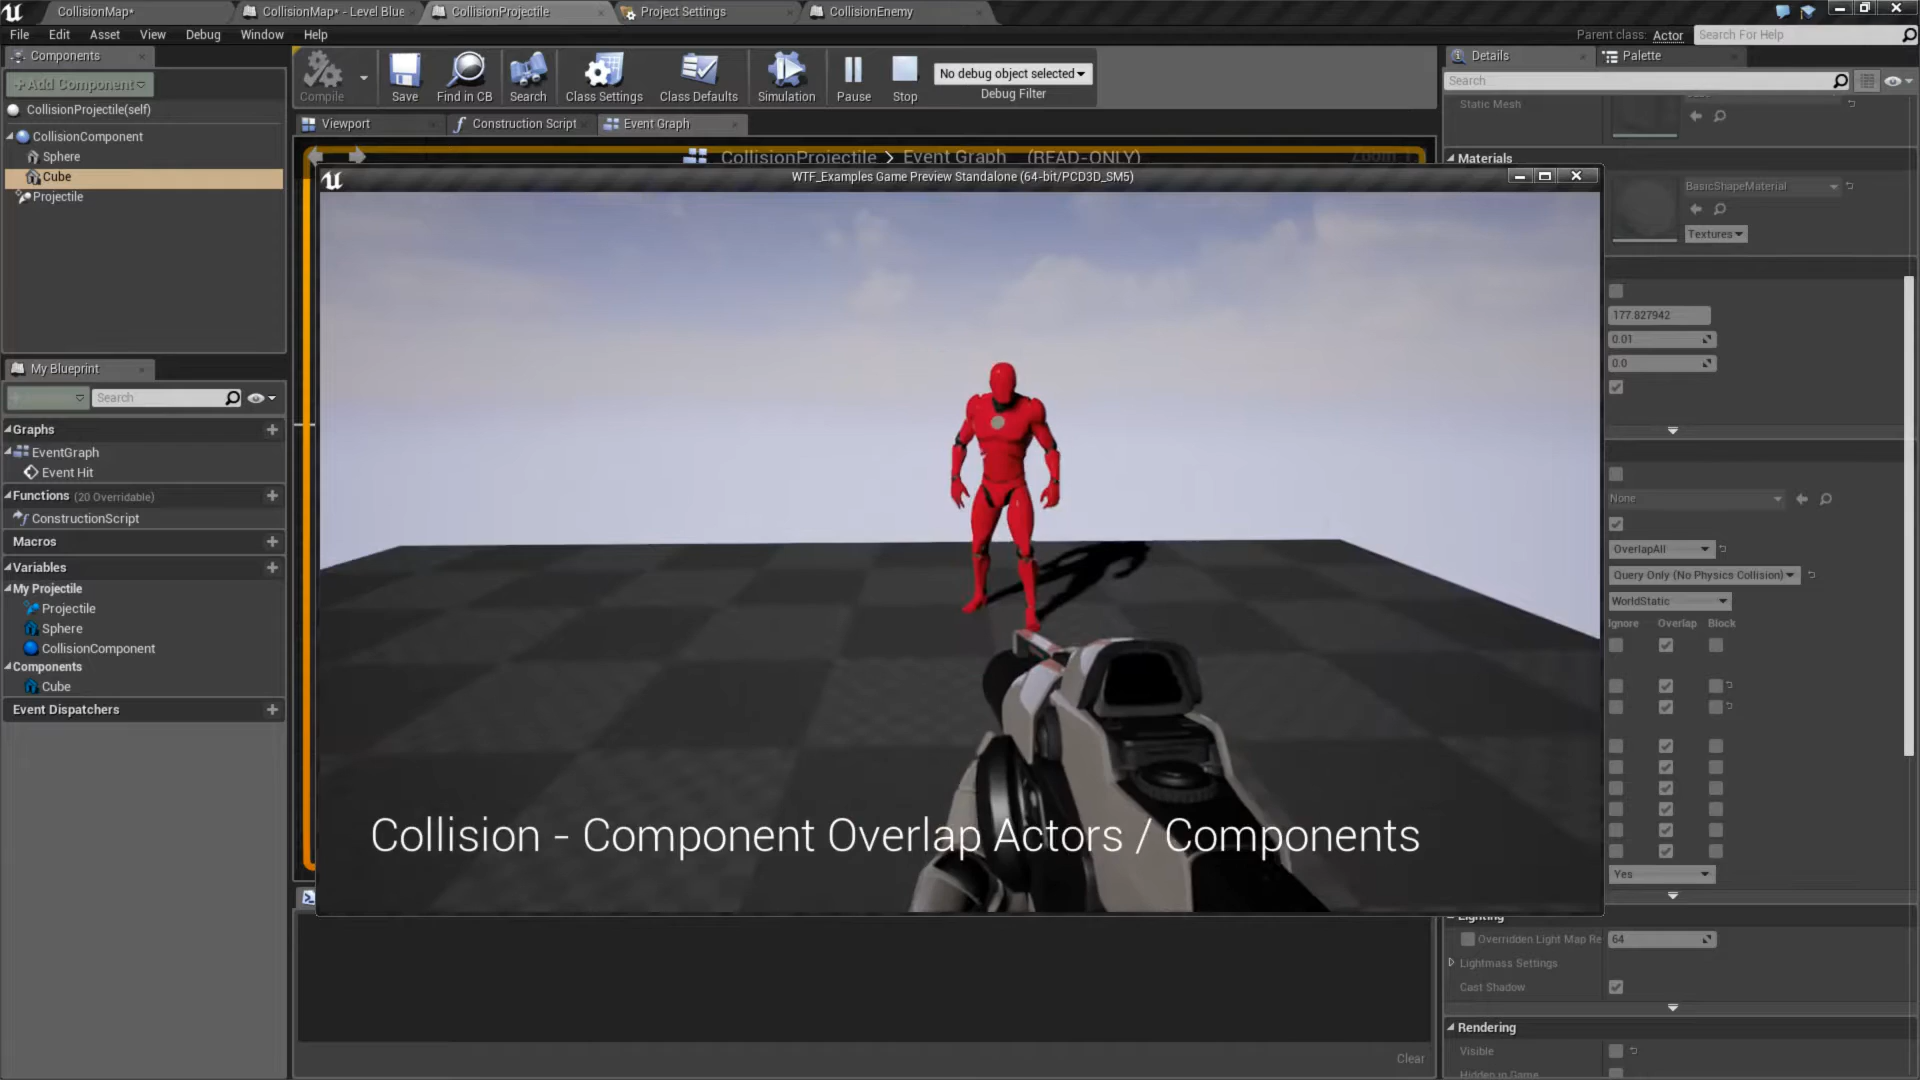 CollisionMap*
CollisionMap* - Level Blue
CollisionProjectile
Project Settings
CollisionEnemy
File
Edit
Asset
View
Debug
Window
Help
Parent class:
Actor
Search For Help
Components
+Add Component
CollisionProjectile(self)
CollisionComponent
Sphere
Cube
Projectile
Compile
Save
Find in CB
Search
Class Settings
Class Defaults
Simulation
Pause
Stop
No debug object selected
Debug Filter
Viewport
Construction Script
Event Graph
CollisionProjectile > Event Graph (READ-ONLY)
Zoom
WTF_Examples Game Preview Standalone (64-bit/PCD3D_SM5)
Collision - Component Overlap Actors / Components
My Blueprint
Search
Graphs
EventGraph
Event Hit
Functions (20 Overridable)
ConstructionScript
Macros
Variables
My Projectile
Projectile
Sphere
CollisionComponent
Components
Cube
Event Dispatchers
Clear
Details
Palette
Search
Static Mesh
Materials
BasicShapeMaterial
Textures
177.827942
0.01
0.0
None
OverlapAll
Query Only (No Physics Collision)
WorldStatic
Ignore
Overlap
Block
Yes
Lighting
Overridden Light Map Re
64
Lightmass Settings
Cast Shadow
Rendering
Visible
Hidden in Game